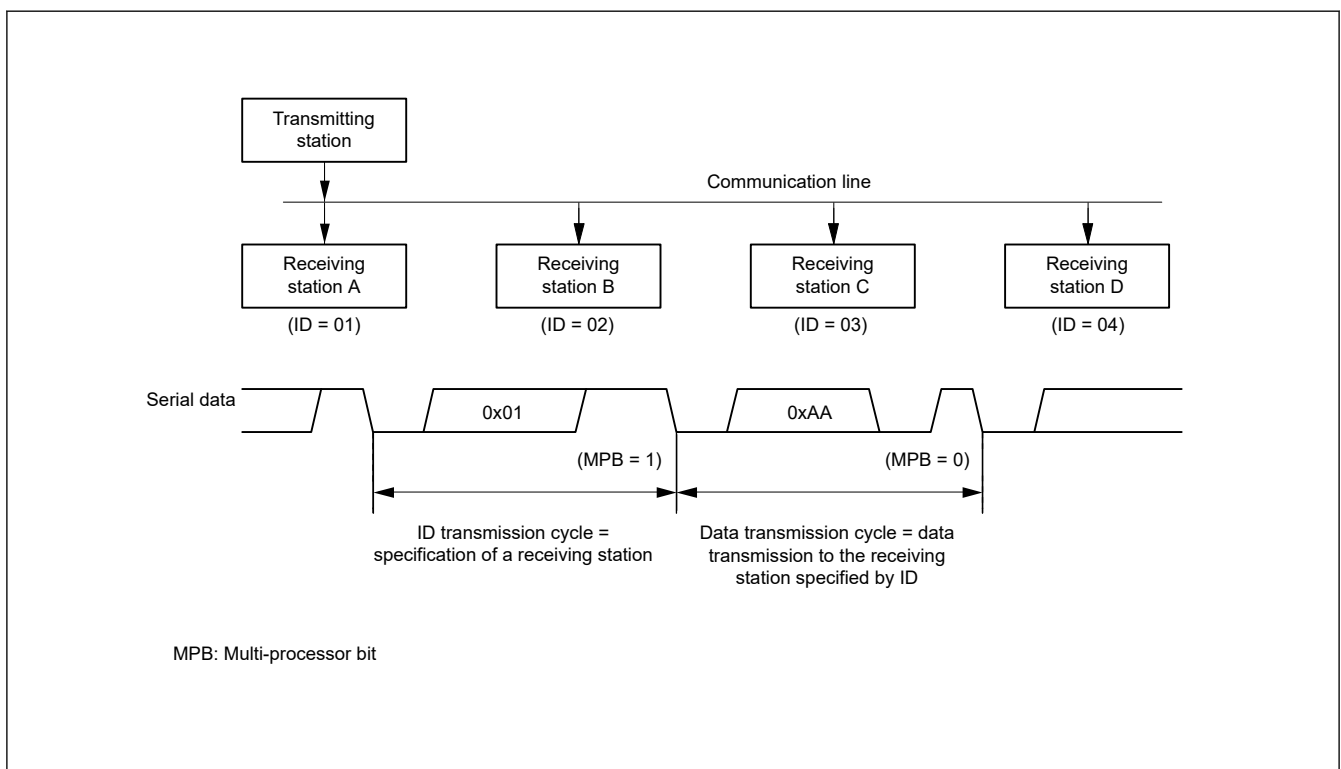 Transmitting
station
Communication line
Receiving
station A
Receiving
station B
Receiving
station C
Receiving
station D
(ID = 01)
(ID = 02)
(ID = 03)
(ID = 04)
Serial data
0x01
0xAA
(MPB = 1)
(MPB = 0)
ID transmission cycle =
specification of a receiving station
Data transmission cycle = data
transmission to the receiving
station specified by ID
MPB: Multi-processor bit